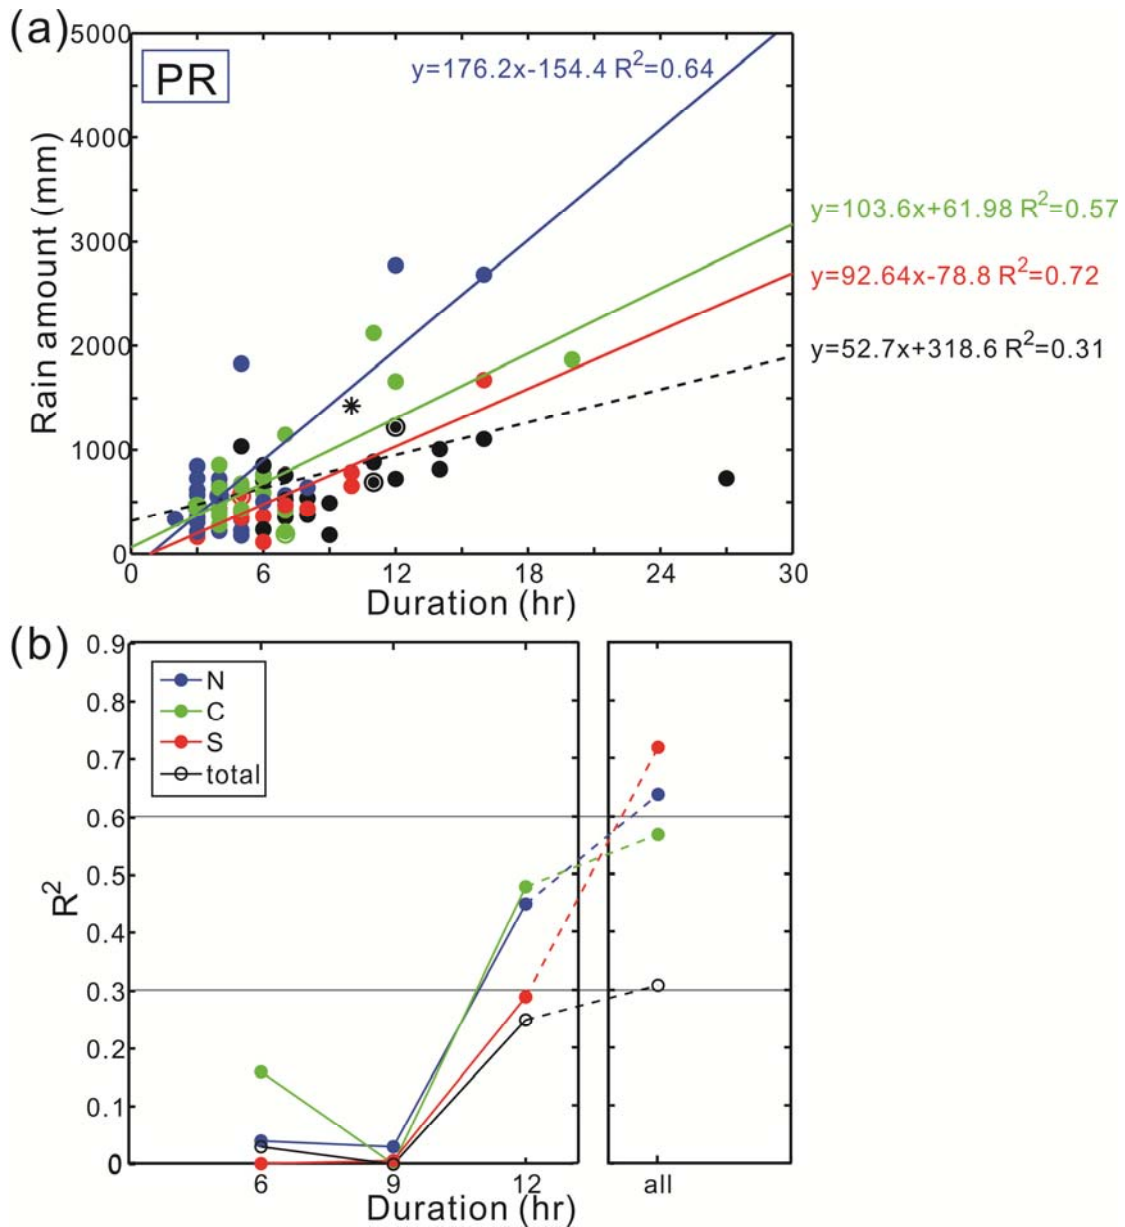 (a)
5000
PR
y=176.2x-154.4 R²=0.64
4000
y=103.6x+61.98 R²=0.57
3000
y=92.64x-78.8 R²=0.72
2000
y=52.7x+318.6 R²=0.31
1000
0
Rain amount (mm)
0 6 12 18 24 30
Duration (hr)
(b)
0.9
N
0.8
C
0.7
S
total
0.6
0.5
0.4
0.3
0.2
0.1
0
R²
6 9 12 all
Duration (hr)